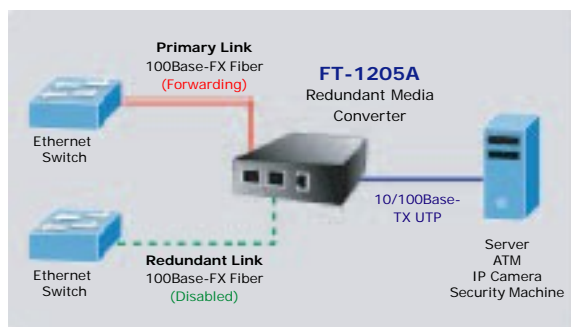 Primary Link
100Base-FX Fiber
(Forwarding)
FT-1205A
Redundant Media
Converter
Ethernet
Switch
10/100Base-
TX UTP
Ethernet
Switch
Redundant Link
100Base-FX Fiber
(Disabled)
Server
ATM
IP Camera
Security Machine